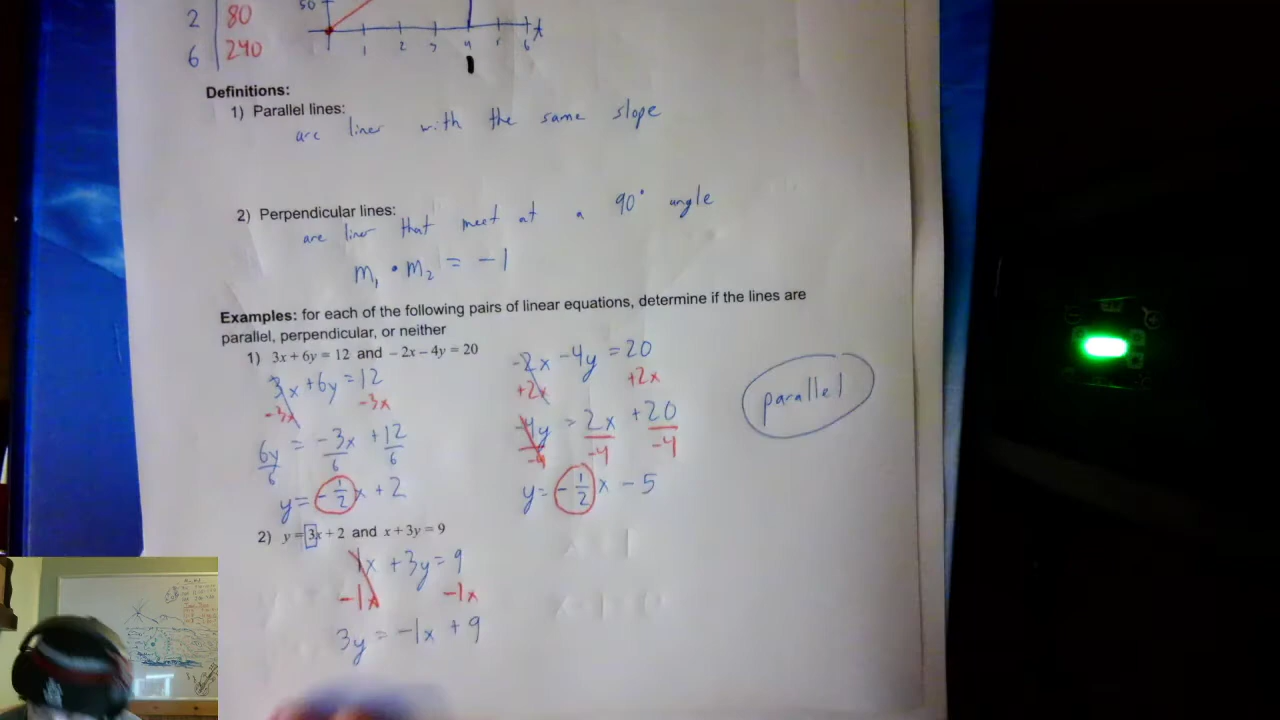 50
2 80
6 240
1 2 3 4 5 6 t
Definitions:
1) Parallel lines:
are lines with the same slope
2) Perpendicular lines:
are lines that meet at a 90° angle
m₁ • m₂ = -1
Examples: for each of the following pairs of linear equations, determine if the lines are
parallel, perpendicular, or neither
1) 3x + 6y = 12 and - 2x - 4y = 20
3x + 6y = 12
-3x -3x
6y/6 = -3x/6 + 12/6
y = -1/2 x + 2
-2x - 4y = 20
+2x +2x
-4y/-4 = 2x/-4 + 20/-4
y = -1/2 x - 5
parallel
2) y = 3x + 2 and x + 3y = 9
1x + 3y = 9
-1x -1x
3y = -1x + 9